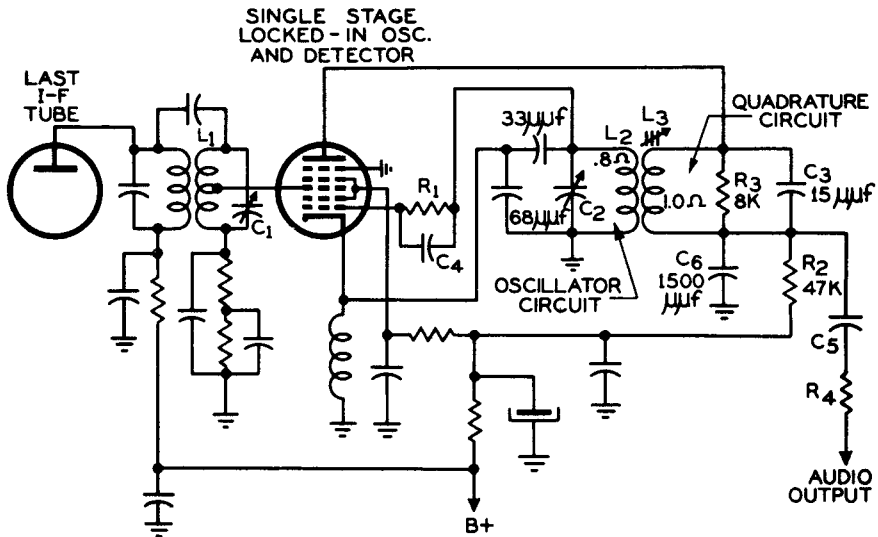 SINGLE STAGE
LOCKED-IN OSC.
AND DETECTOR
LAST
I-F
TUBE
L1
C1
R1
C4
33μμf
68μμf
C2
L2
.8Ω
L3
1.0Ω
QUADRATURE
CIRCUIT
R3
8K
C3
15μμf
OSCILLATOR
CIRCUIT
C6
1500
μμf
R2
47K
C5
R4
AUDIO
OUTPUT
B+